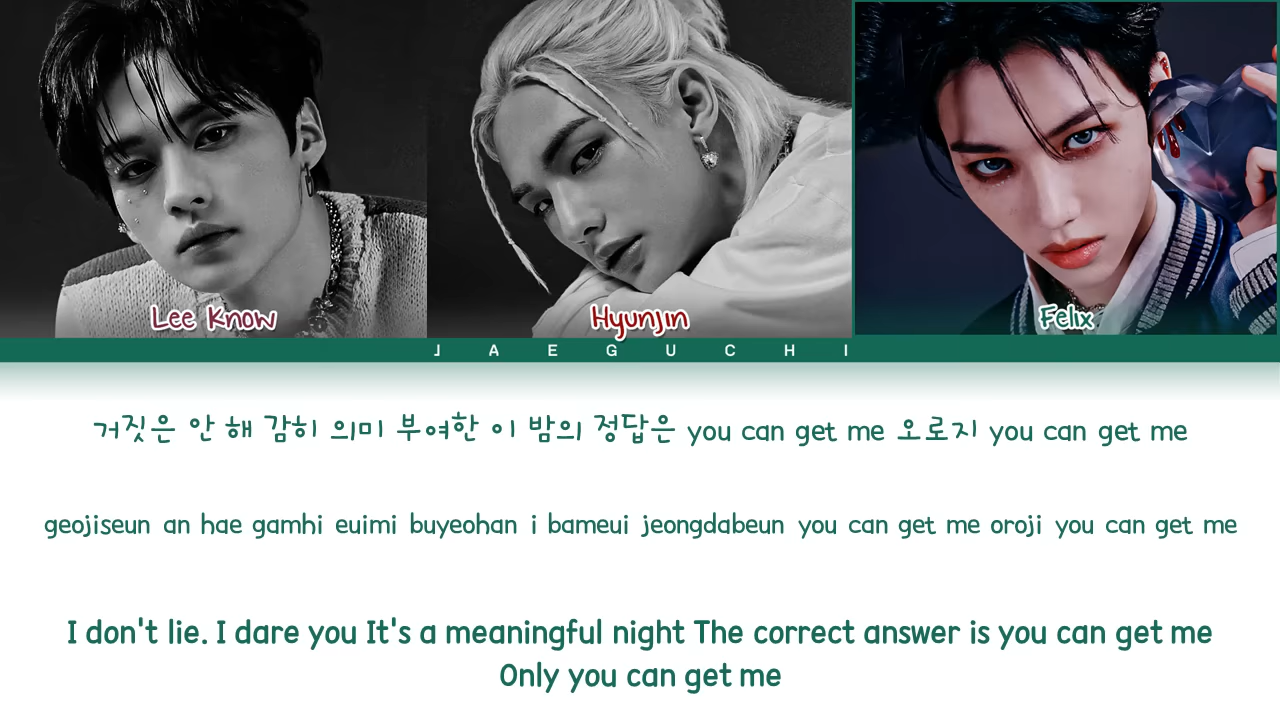 Lee Know
Hyunjin
Felix
JAEGUCHI
거짓은 안 해 감히 의미 부여한 이 밤의 정답은 you can get me 오로지 you can get me
geojiseun an hae gamhi euimi buyeohan i bameui jeongdabeun you can get me oroji you can get me
I don't lie. I dare you It's a meaningful night The correct answer is you can get me
Only you can get me